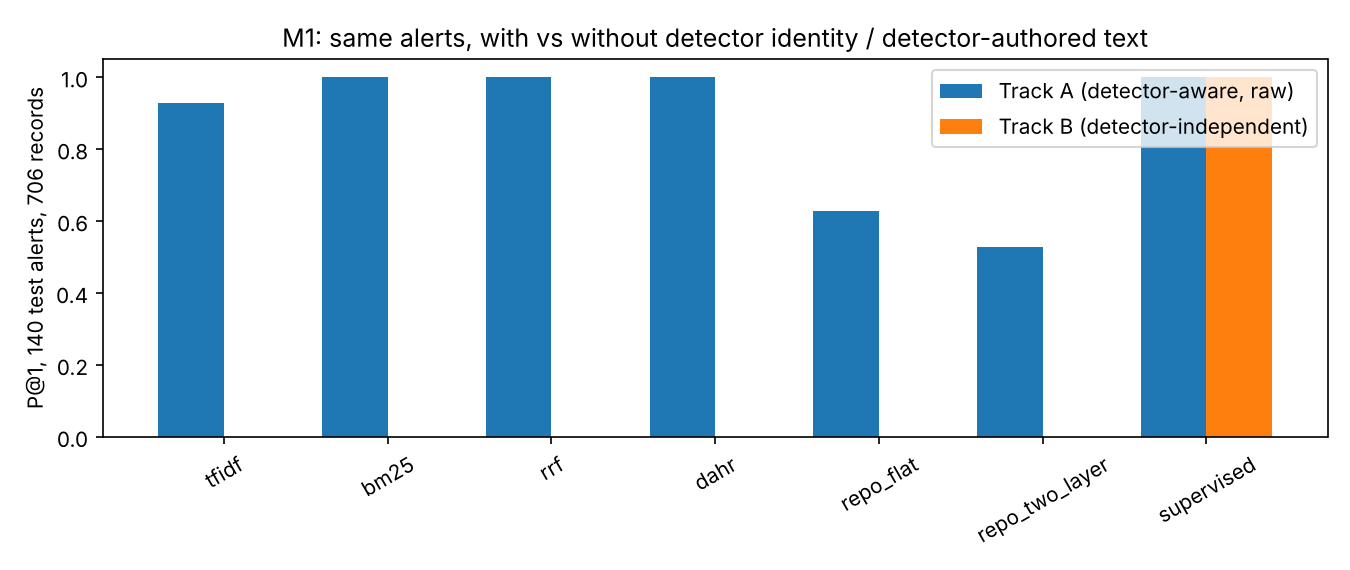 M1: same alerts, with vs without detector identity / detector-authored text
P@1, 140 test alerts, 706 records
1.0
0.8
0.6
0.4
0.2
0.0
Track A (detector-aware, raw)
Track B (detector-independent)
tfidf
bm25
rrf
dahr
repo_flat
repo_two_layer
supervised